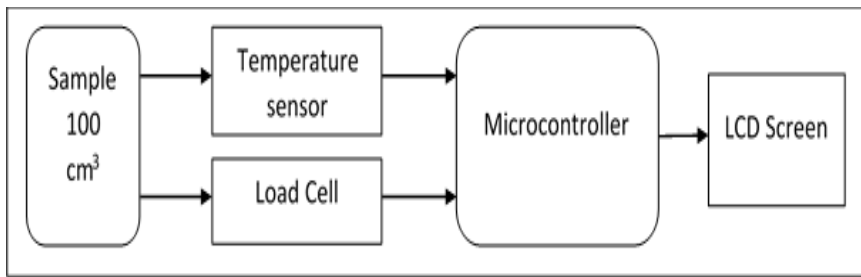 Sample
100
cm³
Temperature
sensor
Load Cell
Microcontroller
LCD Screen